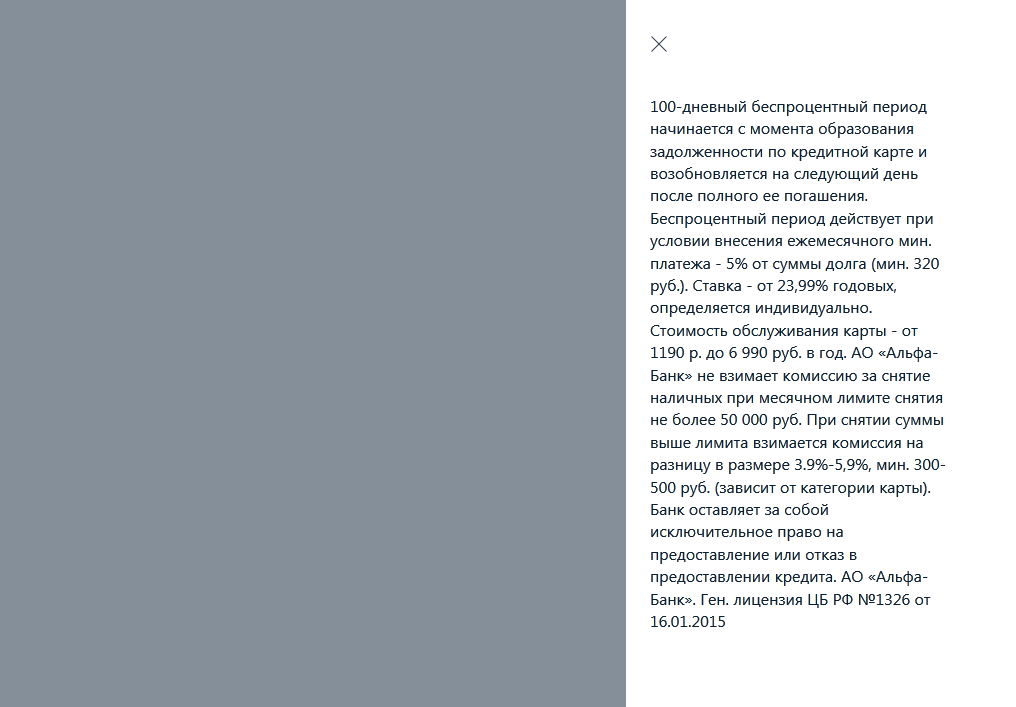 100-дневный беспроцентный период
начинается с момента образования
задолженности по кредитной карте и
возобновляется на следующий день
после полного ее погашения.
Беспроцентный период действует при
условии внесения ежемесячного мин.
платежа - 5% от суммы долга (мин. 320
руб.). Ставка - от 23,99% годовых,
определяется индивидуально.
Стоимость обслуживания карты - от
1190 р. до 6 990 руб. в год. АО «Альфа-
Банк» не взимает комиссию за снятие
наличных при месячном лимите снятия
не более 50 000 руб. При снятии суммы
выше лимита взимается комиссия на
разницу в размере 3.9%-5,9%, мин. 300-
500 руб. (зависит от категории карты).
Банк оставляет за собой
исключительное право на
предоставление или отказ в
предоставлении кредита. АО «Альфа-
Банк». Ген. лицензия ЦБ РФ №1326 от
16.01.2015